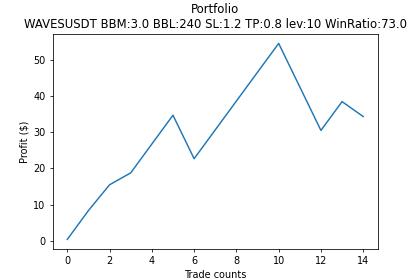 Portfolio
WAVESUSDT BBM:3.0 BBL:240 SL:1.2 TP:0.8 lev:10 WinRatio:73.0
Profit ($)
50
40
30
20
10
0
0 2 4 6 8 10 12 14
Trade counts